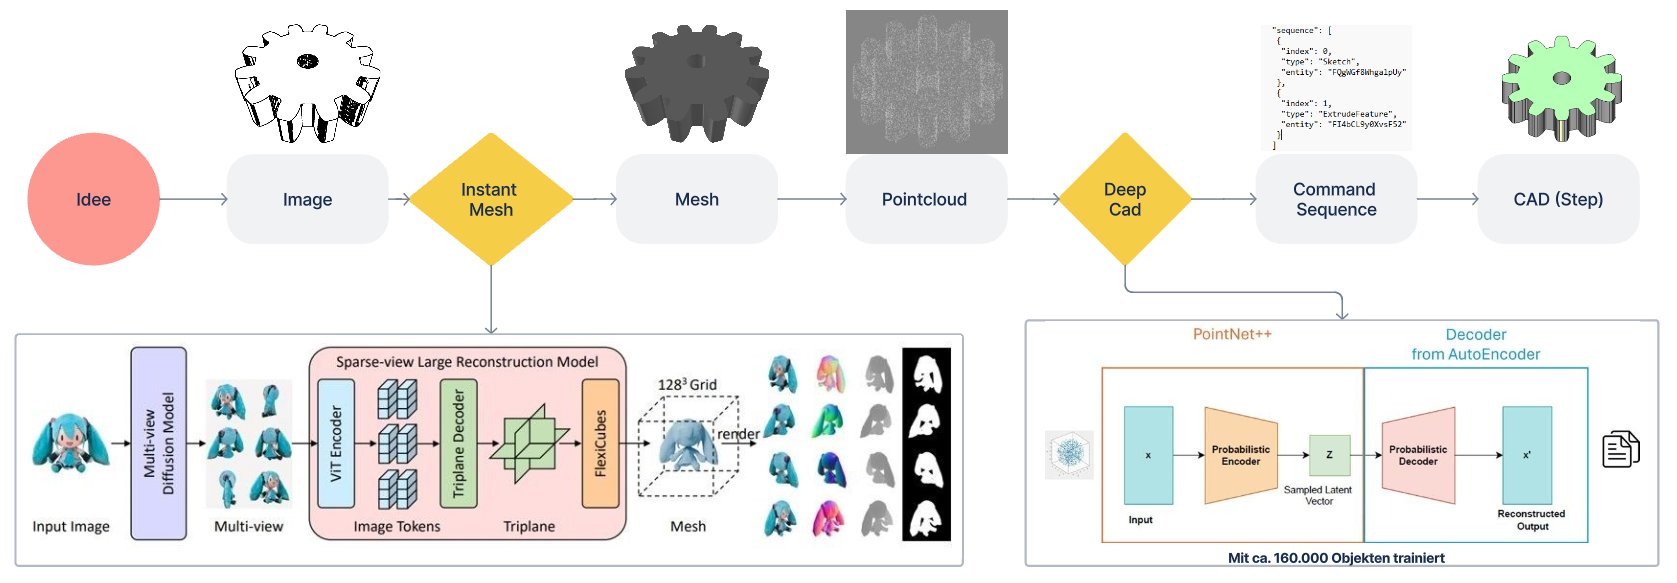 "sequence": [
{
"index": 0,
"type": "Sketch",
"entity": "FQgWGf8WhgalpUy"
},
{
"index": 1,
"type": "ExtrudeFeature",
"entity": "FI4bCL9y0XvsF52"
}
]
Idee
Image
Instant
Mesh
Mesh
Pointcloud
Deep
Cad
Command
Sequence
CAD (Step)
Input Image
Multi-view
Diffusion Model
Multi-view
Sparse-view Large Reconstruction Model
ViT Encoder
Image Tokens
Triplane Decoder
Triplane
FlexiCubes
128³ Grid
render
Mesh
PointNet++
Decoder
from AutoEncoder
x
Input
Probabilistic
Encoder
z
Sampled Latent
Vector
Probabilistic
Decoder
x'
Reconstructed
Output
Mit ca. 160.000 Objekten trainiert